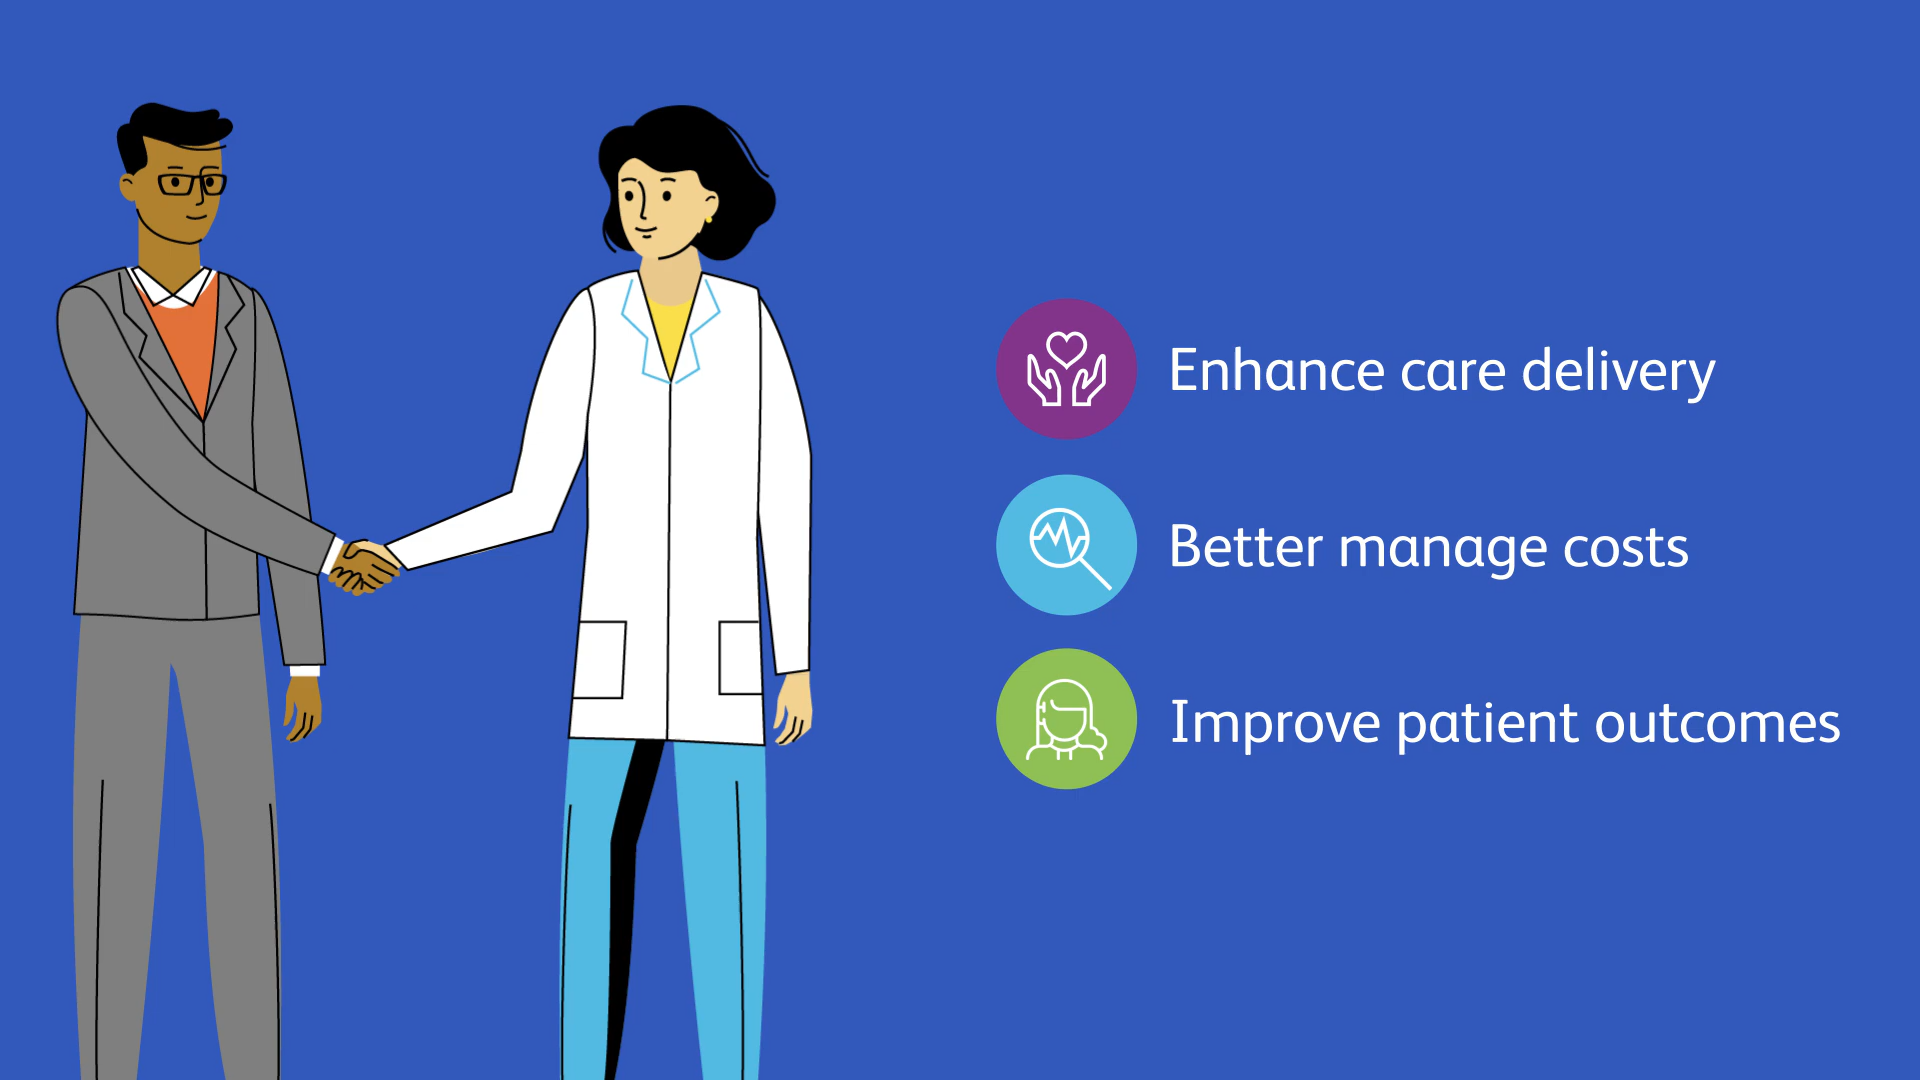 Enhance care delivery
Better manage costs
Improve patient outcomes